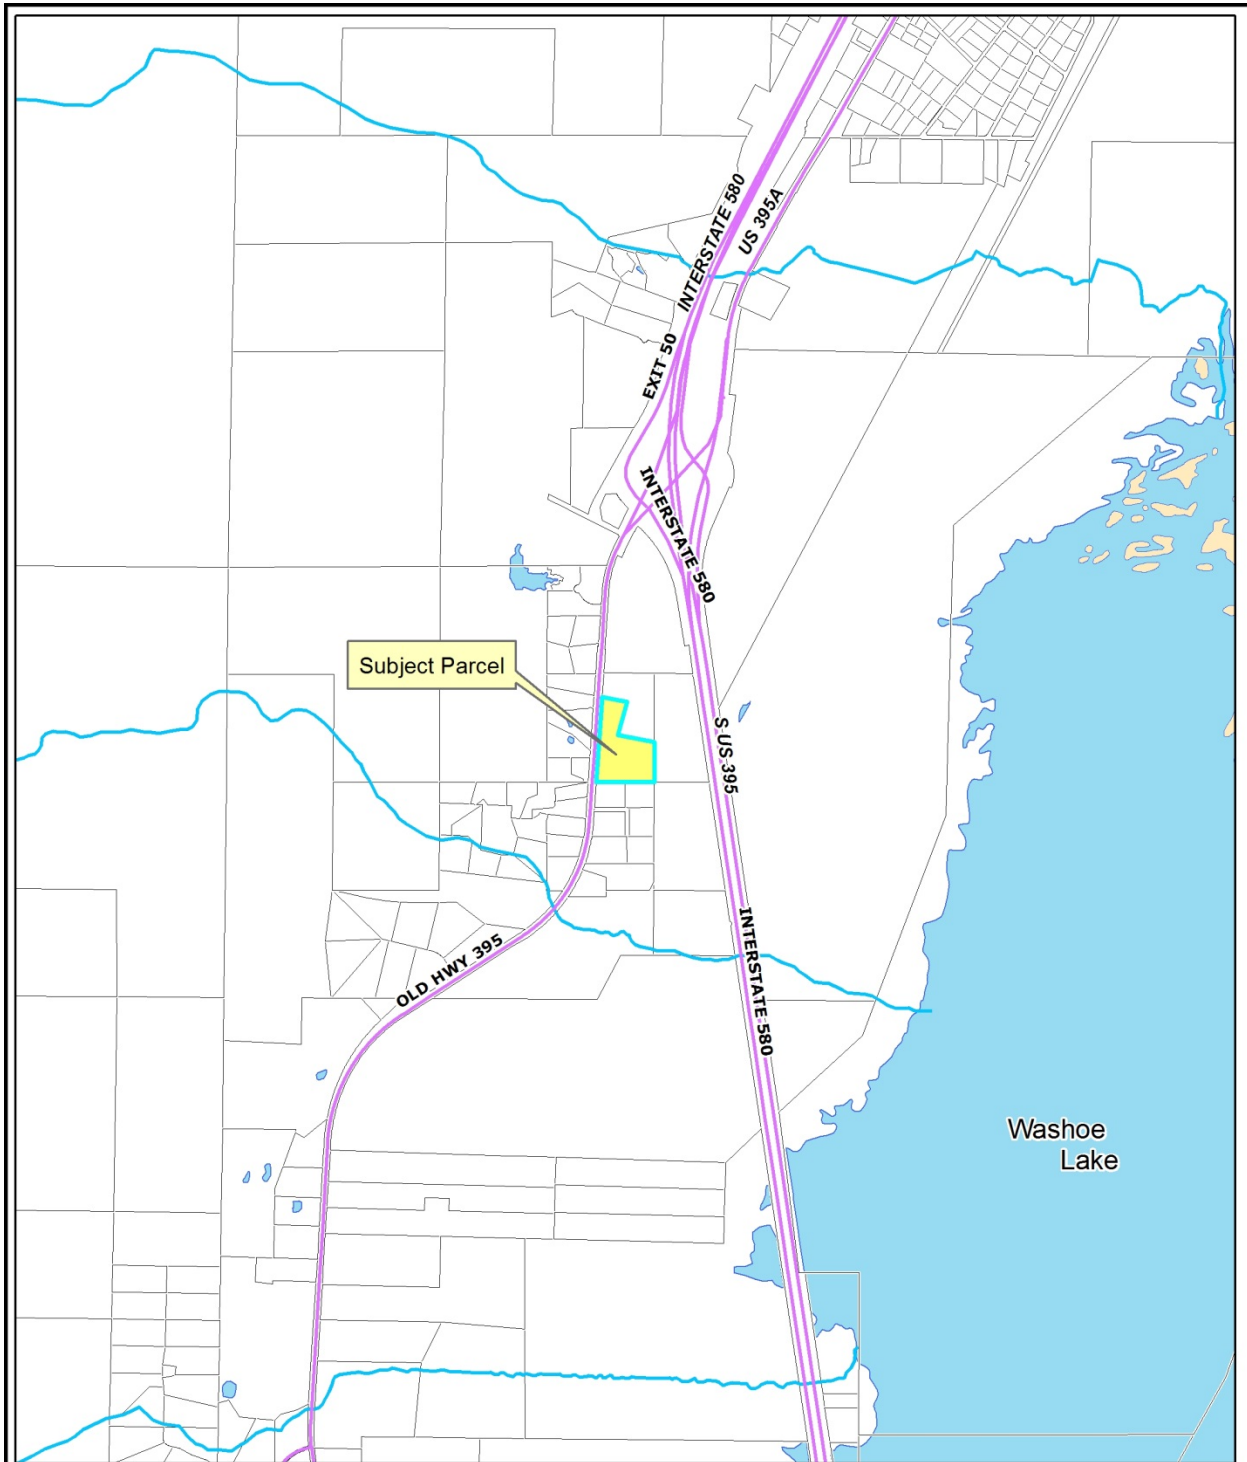 INTERSTATE 580
US 395A
EXIT 50
INTERSTATE 580
Subject Parcel
S US 395
INTERSTATE 580
OLD HWY 395
Washoe
Lake